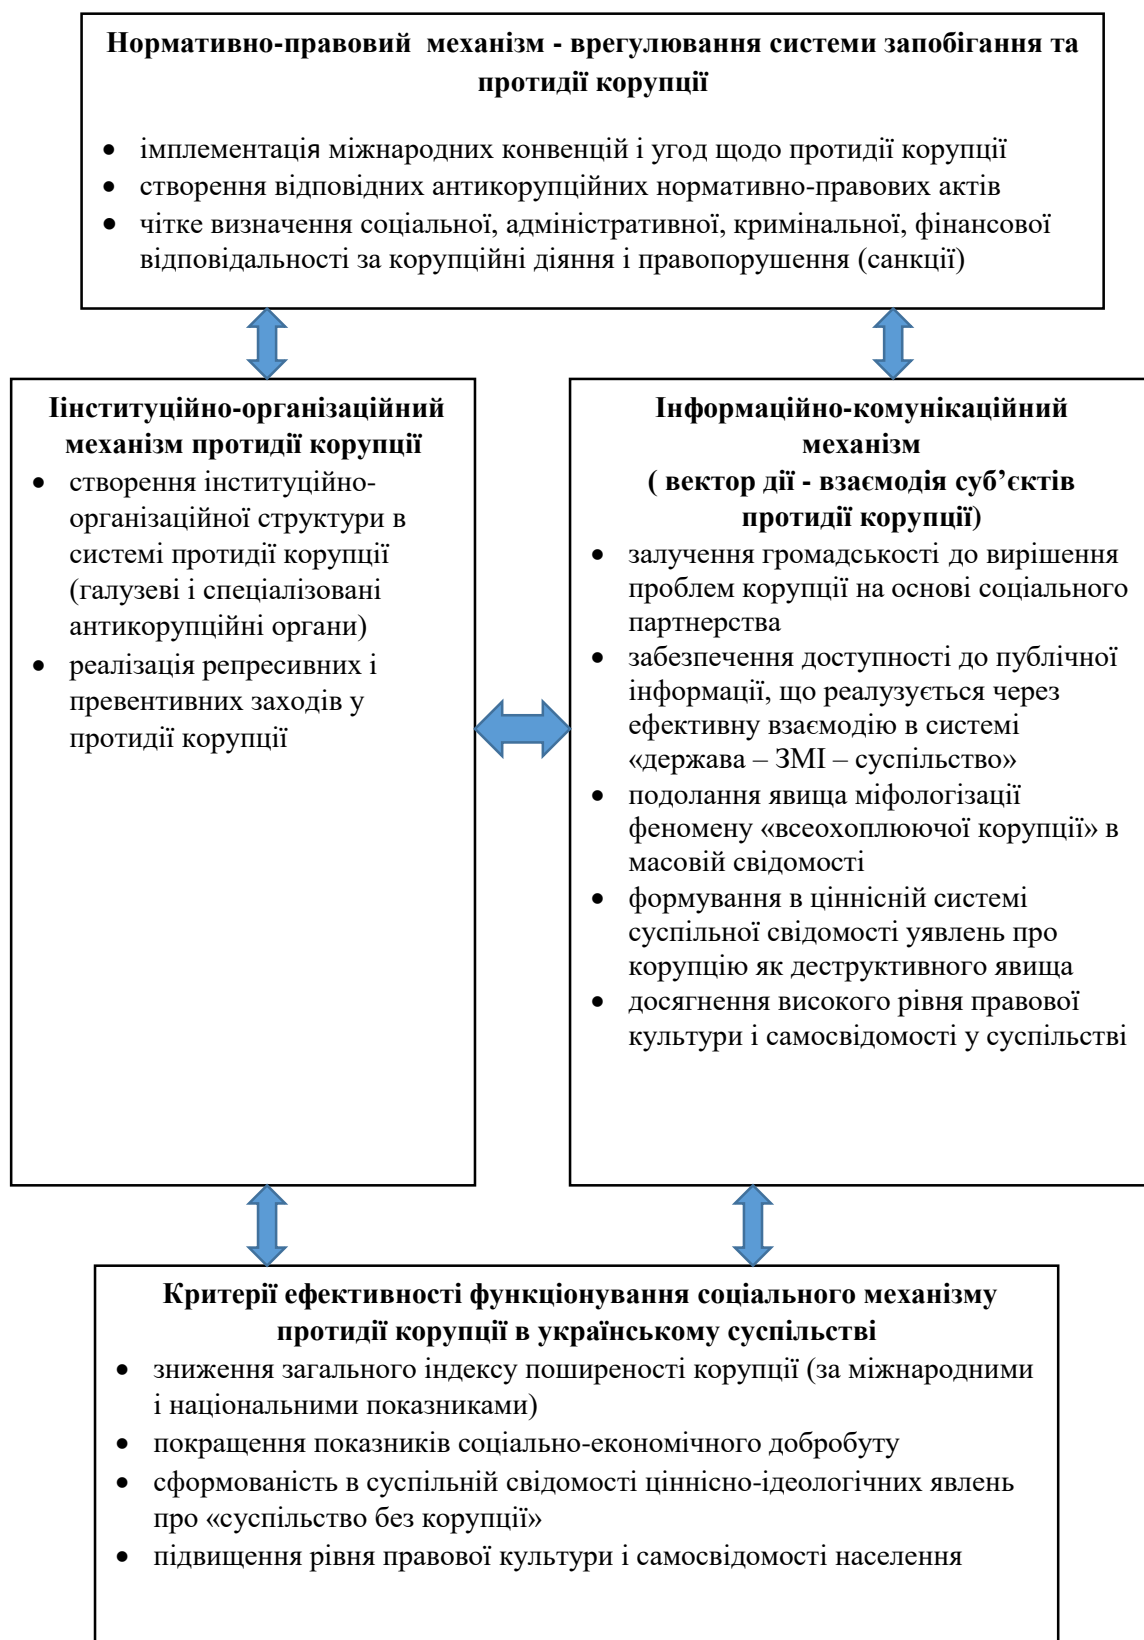 Нормативно-правовий механізм - врегулювання системи запобігання та
протидії корупції
• імплементація міжнародних конвенцій і угод щодо протидії корупції
• створення відповідних антикорупційних нормативно-правових актів
• чітке визначення соціальної, адміністративної, кримінальної, фінансової
відповідальності за корупційні діяння і правопорушення (санкції)
Іінституційно-організаційний
механізм протидії корупції
• створення інституційно-
організаційної структури в
системі протидії корупції
(галузеві і спеціалізовані
антикорупційні органи)
• реалізація репресивних і
превентивних заходів у
протидії корупції
Інформаційно-комунікаційний
механізм
( вектор дії - взаємодія суб’єктів
протидії корупції)
• залучення громадськості до вирішення
проблем корупції на основі соціального
партнерства
• забезпечення доступності до публічної
інформації, що реалузується через
ефективну взаємодію в системі
«держава – ЗМІ – суспільство»
• подолання явища міфологізації
феномену «всеохоплюючої корупції» в
масовій свідомості
• формування в ціннісній системі
суспільної свідомості уявлень про
корупцію як деструктивного явища
• досягнення високого рівня правової
культури і самосвідомості у суспільстві
Критерії ефективності функціонування соціального механізму
протидії корупції в українському суспільстві
• зниження загального індексу поширеності корупції (за міжнародними
і національними показниками)
• покращення показників соціально-економічного добробуту
• сформованість в суспільній свідомості ціннісно-ідеологічних явлень
про «суспільство без корупції»
• підвищення рівня правової культури і самосвідомості населення